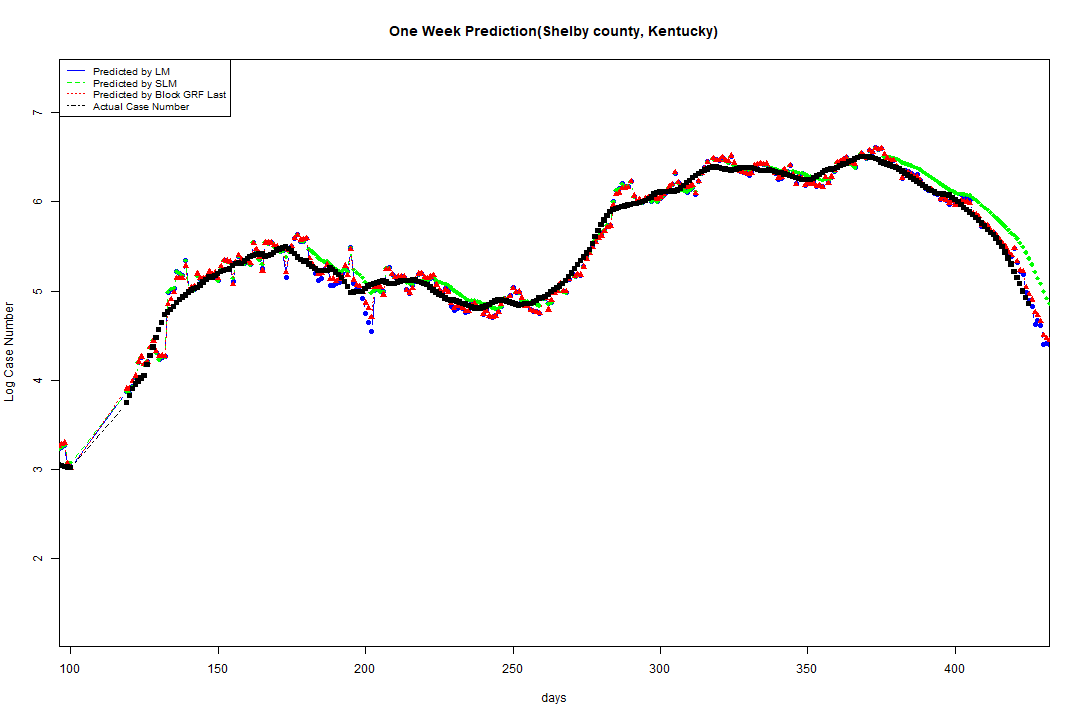 One Week Prediction(Shelby county, Kentucky)
Predicted by LM
Predicted by SLM
Predicted by Block GRF Last
Actual Case Number
7
6
5
4
3
2
Log Case Number
100 150 200 250 300 350 400
days